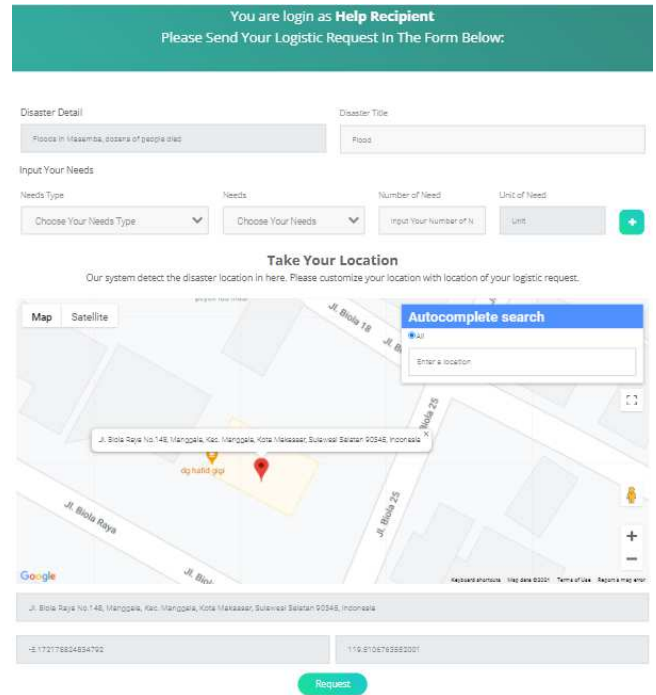 You are login as Help Recipient
Please Send Your Logistic Request In The Form Below:
Disaster Detail
Disaster Title
Floods in Masamba, dozens of people died
Flood
Input Your Needs
Needs Type
Needs
Number of Need
Unit of Need
Choose Your Needs Type
Choose Your Needs
Input Your Number of N
Unit
+
Take Your Location
Our system detect the disaster location in here. Please customize your location with location of your logistic request.
Map
Satellite
Jl. Biola 18
Autocomplete search
All
Enter a location
Jl. Biola 25
Jl. Biola Raya No.148, Manggala, Kec. Manggala, Kota Makassar, Sulawesi Selatan 90546, Indonesia
×
dg hafid gigi
Jl. Biola Raya
Jl. Biola 25
+
−
Google
Keyboard shortcuts
Map data ©2021
Terms of Use
Report a map error
Jl. Biola Raya No.148, Manggala, Kec. Manggala, Kota Makassar, Sulawesi Selatan 90546, Indonesia
Request